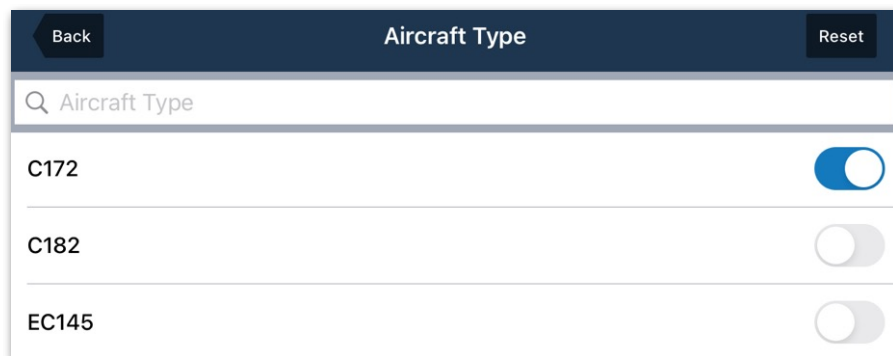 Back Aircraft Type Reset
Aircraft Type
C172
C182
EC145